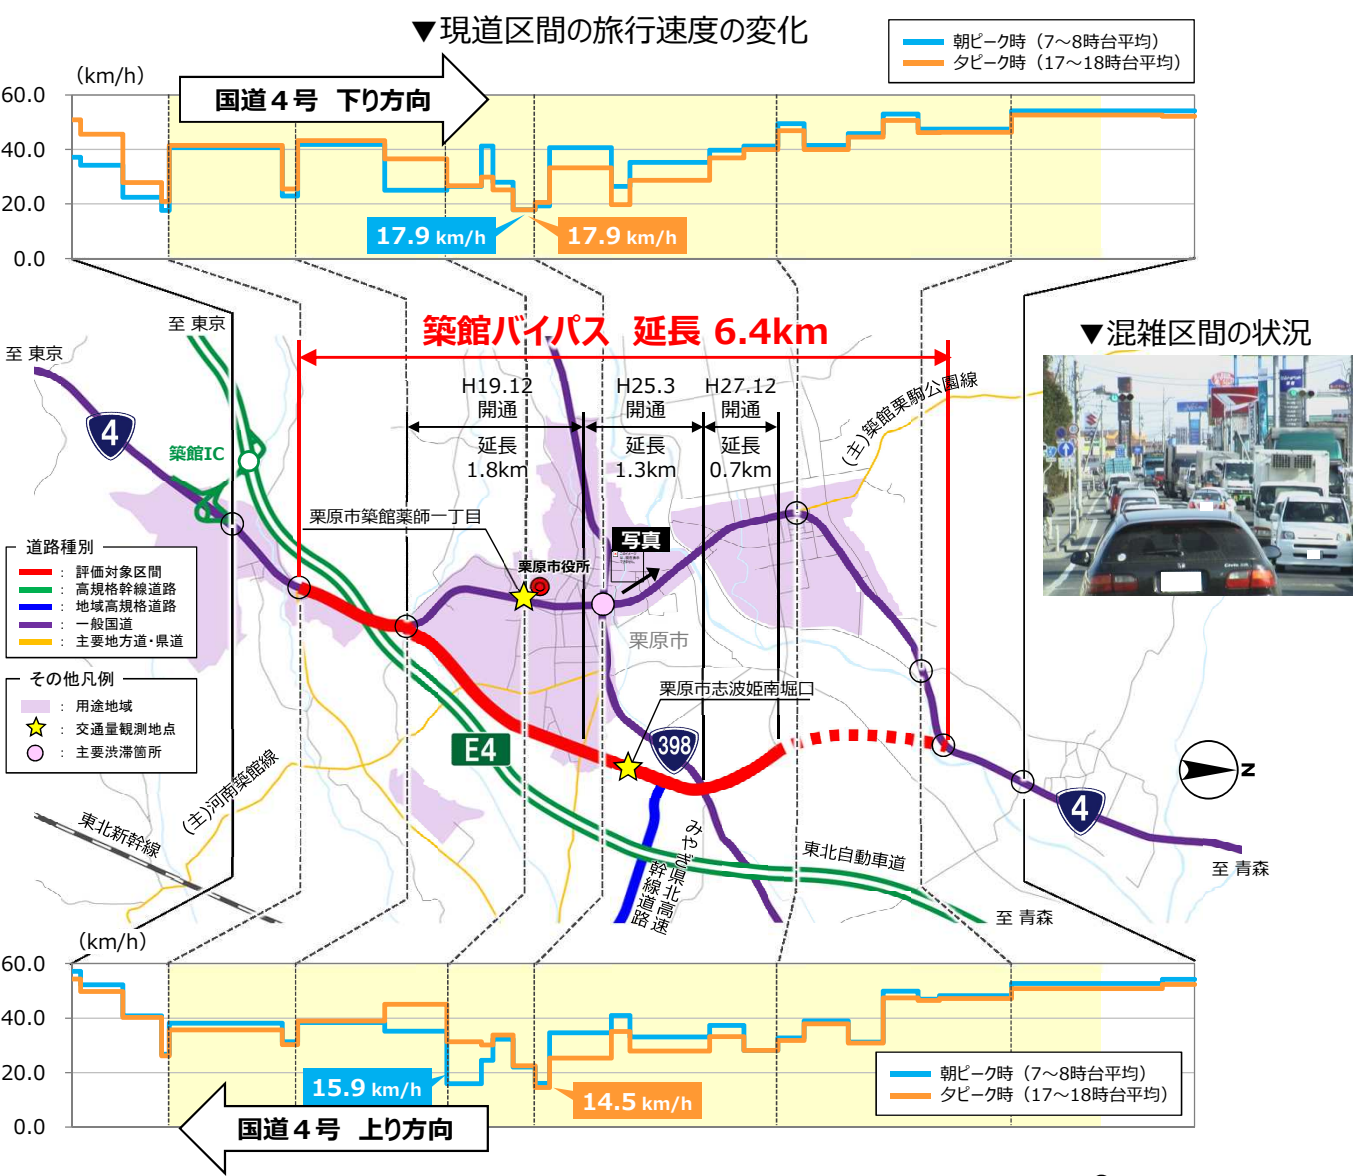 ▼現道区間の旅行速度の変化
朝ピーク時（7～8時台平均）
夕ピーク時（17～18時台平均）
（km/h）
国道４号 下り方向
60.0
40.0
20.0
0.0
17.9 km/h
17.9 km/h
築館バイパス 延長 6.4km
▼混雑区間の状況
至 東京
至 東京
H19.12
開通
延長
1.8km
H25.3
開通
延長
1.3km
H27.12
開通
延長
0.7km
(主)築館栗駒公園線
4
築館IC
栗原市築館薬師一丁目
写真
栗原市役所
栗原市
栗原市志波姫南堀口
道路種別
： 評価対象区間
： 高規格幹線道路
： 地域高規格道路
： 一般国道
： 主要地方道・県道
その他凡例
： 用途地域
： 交通量観測地点
： 主要渋滞箇所
E4
398
N
4
(主)河南築館線
東北新幹線
みやぎ県北高速
幹線道路
東北自動車道
至 青森
至 青森
（km/h）
60.0
40.0
20.0
0.0
15.9 km/h
14.5 km/h
朝ピーク時（7～8時台平均）
夕ピーク時（17～18時台平均）
国道４号 上り方向